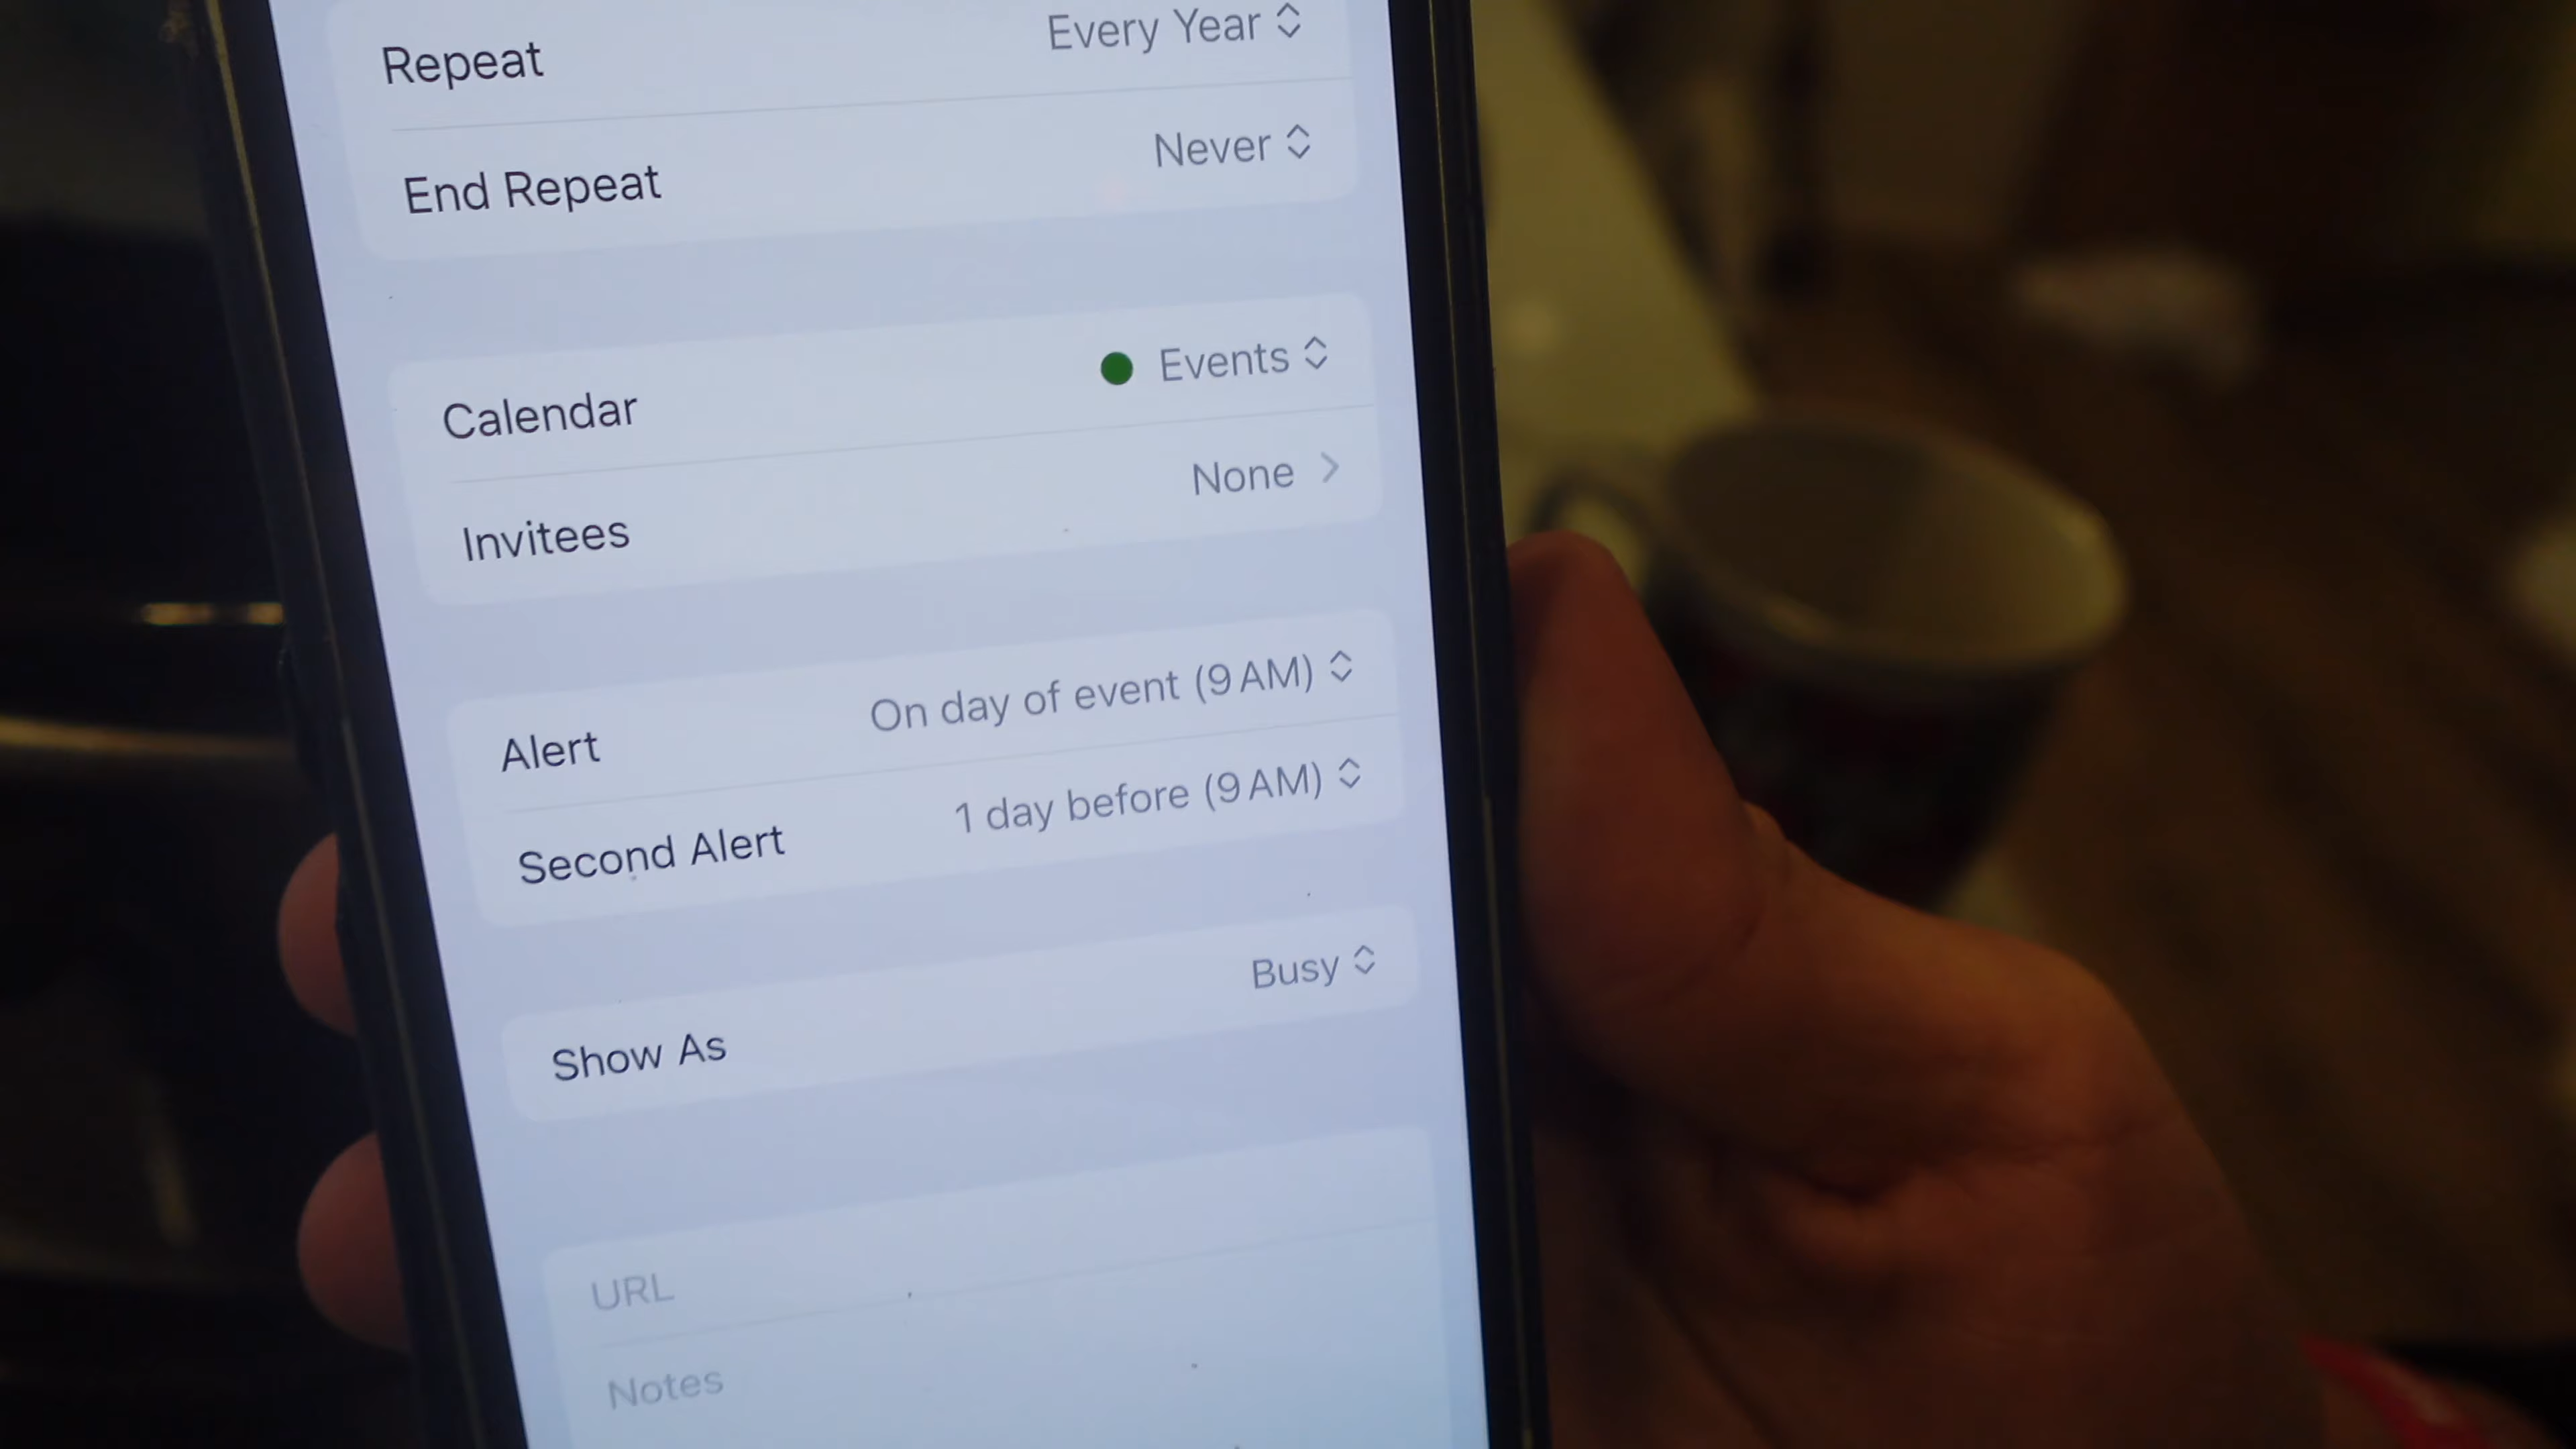 Repeat Every Year
End Repeat Never
Calendar Events
Invitees None
Alert On day of event (9 AM)
Second Alert 1 day before (9 AM)
Show As Busy
URL
Notes